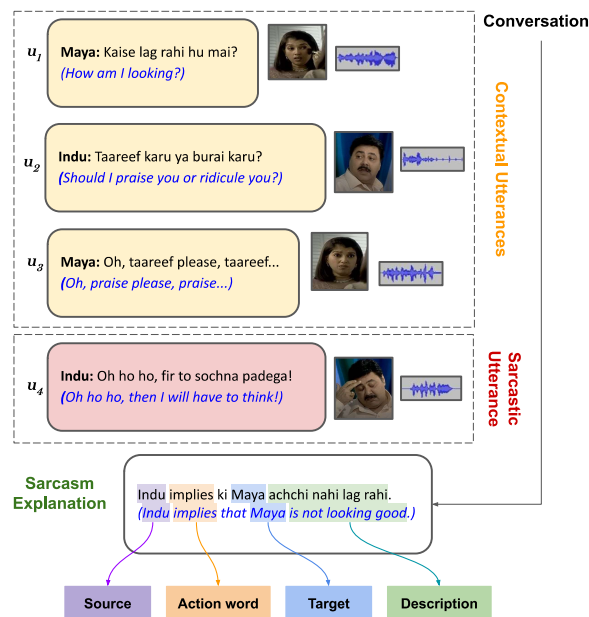 Conversation
u1
Maya: Kaise lag rahi hu mai?
(How am I looking?)
u2
Indu: Taareef karu ya burai karu?
(Should I praise you or ridicule you?)
u3
Maya: Oh, taareef please, taareef...
(Oh, praise please, praise...)
Contextual Utterances
u4
Indu: Oh ho ho, fir to sochna padega!
(Oh ho ho, then I will have to think!)
Sarcastic
Utterance
Sarcasm
Explanation
Indu implies ki Maya achchi nahi lag rahi.
(Indu implies that Maya is not looking good.)
Source
Action word
Target
Description